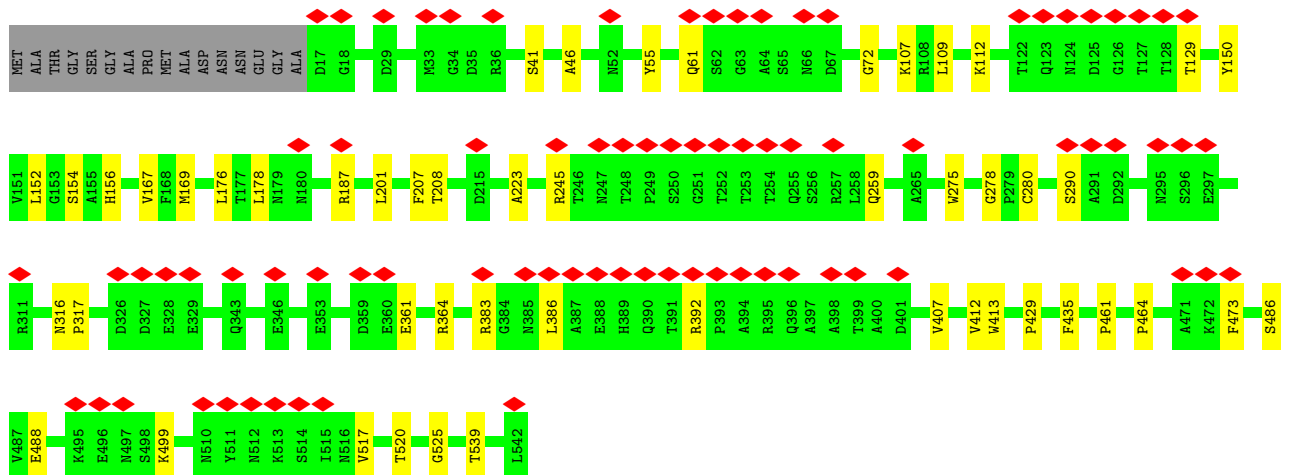 MET ALA THR GLY SER GLY ALA PRO MET ALA ASP ASN ASN GLU GLY ALA D17 G18 D29 M33 G34 D35 R36 S41 A46 N52 Y55 Q61 S62 G63 A64 S65 N66 D67 G72 K107 R108 L109 K112 T122 Q123 N124 D125 G126 T127 T128 T129 Y150
V151 L152 G153 S154 A155 H156 V167 F168 M169 L176 T177 L178 N179 N180 R187 L201 F207 T208 D215 A223 R245 T246 N247 T248 P249 S250 G251 T252 T253 T254 Q255 S256 R257 L258 Q259 A265 W275 G278 P279 C280 S290 A291 D292 N295 S296 E297
R311 N316 P317 D326 D327 E328 E329 Q343 E346 E353 D359 E360 E361 R364 R383 G384 N385 L386 A387 E388 H389 Q390 T391 R392 P393 A394 R395 Q396 A397 A398 T399 A400 D401 V407 V412 W413 P429 F435 P461 P464 A471 K472 F473 S486
V487 E488 K495 E496 N497 S498 K499 N510 Y511 N512 K513 S514 I515 N516 V517 T520 G525 T539 L542